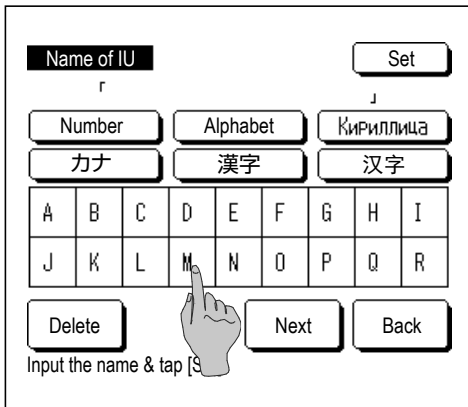 Name of IU Set
「
」
Number Alphabet Кириллица
カナ 漢字 汉字
A B C D E F G H I
J K L M N O P Q R
Delete Next Back
Input the name & tap [S